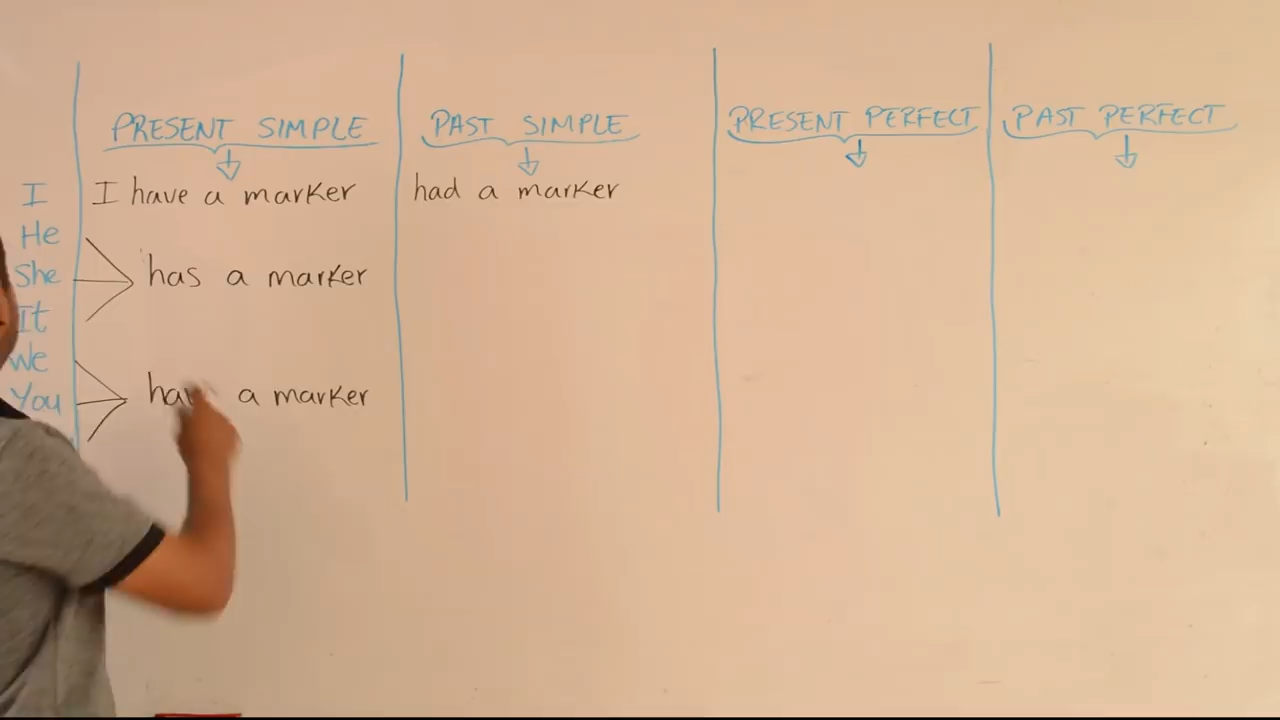 PRESENT SIMPLE PAST SIMPLE PRESENT PERFECT PAST PERFECT
I I have a marker had a marker
He
She has a marker
It
We
You a marker